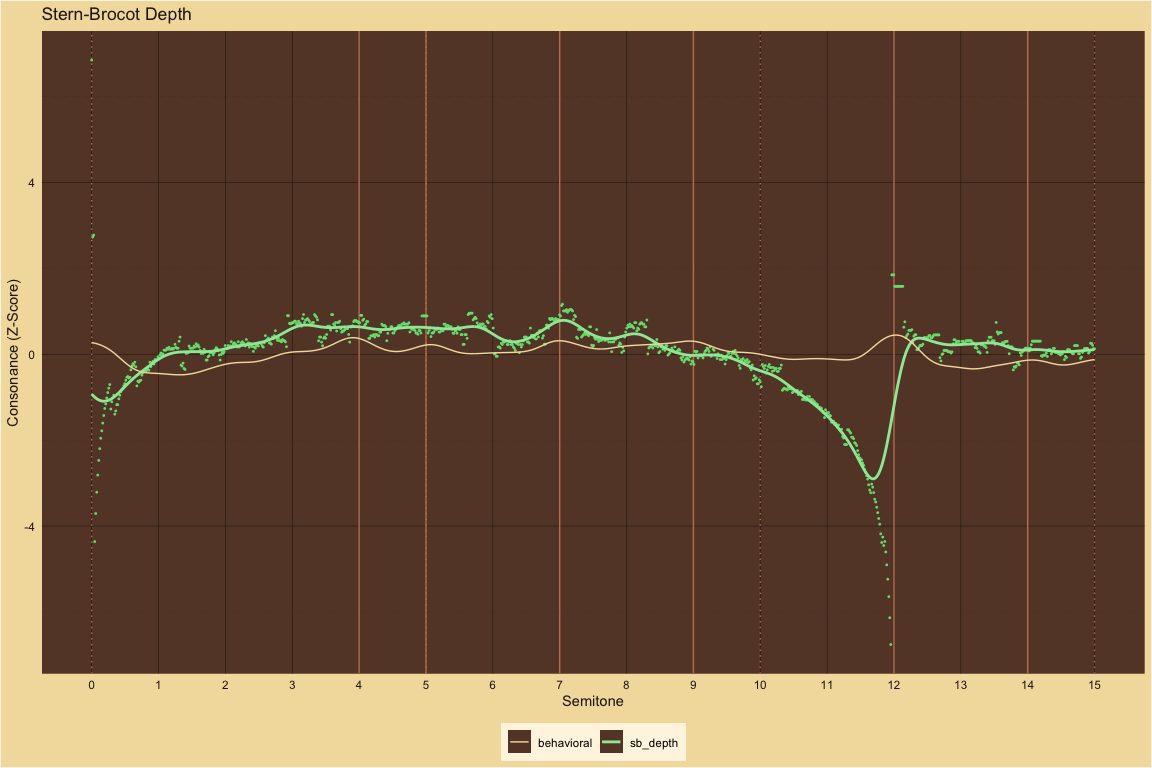 Stern-Brocot Depth
Consonance (Z-Score)
4
0
-4
0 1 2 3 4 5 6 7 8 9 10 11 12 13 14 15
Semitone
behavioral sb_depth